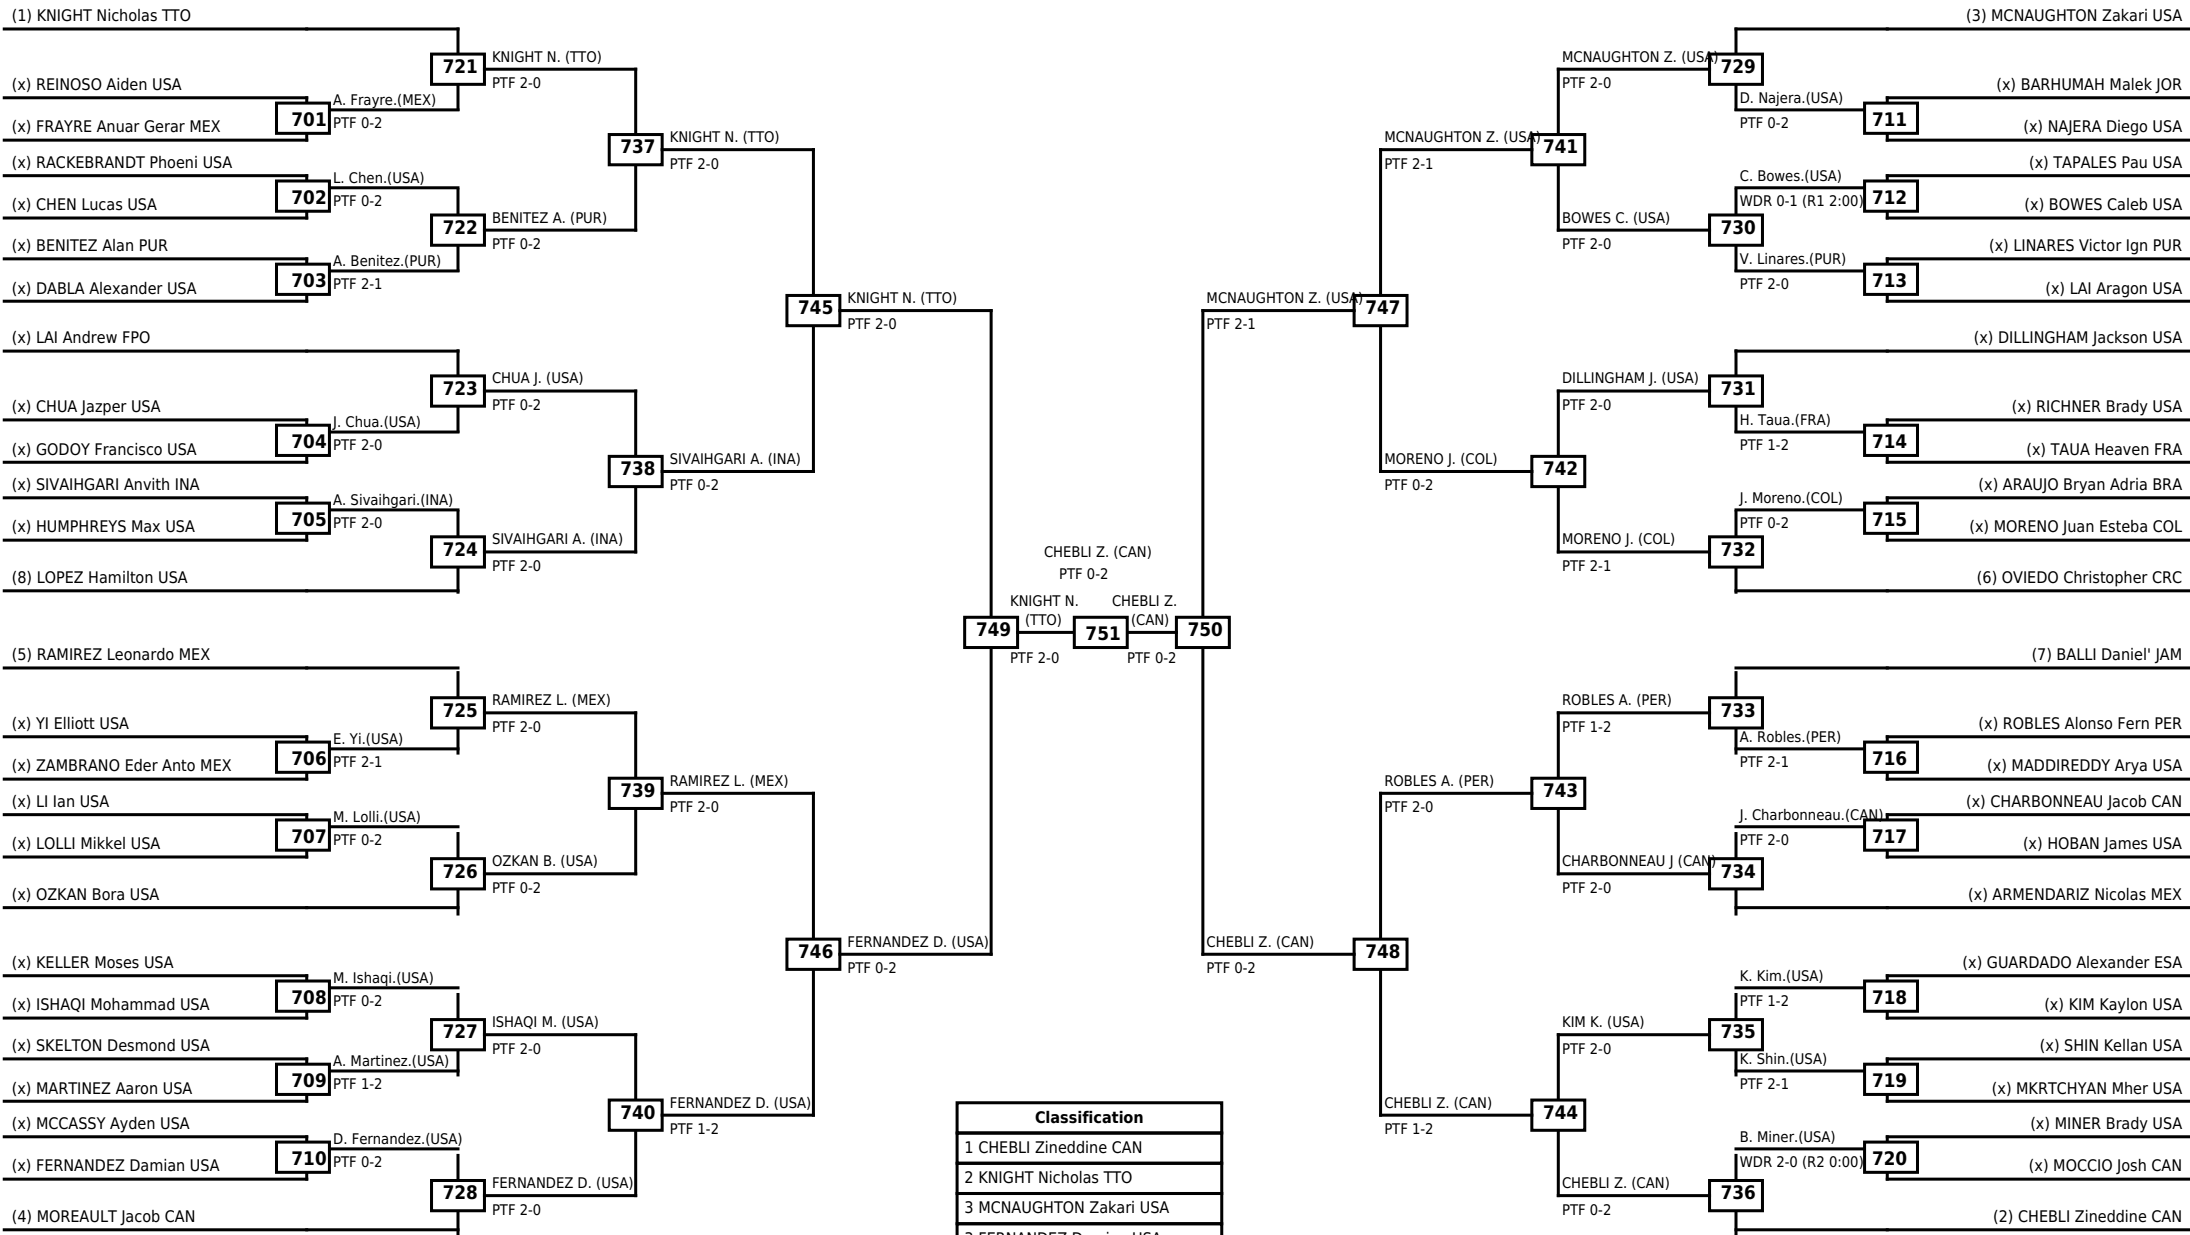 (1) KNIGHT Nicholas TTO
721
KNIGHT N. (TTO)
PTF 2-0
(x) REINOSO Aiden USA
701
A. Frayre.(MEX)
PTF 0-2
(x) FRAYRE Anuar Gerar MEX
737
KNIGHT N. (TTO)
PTF 2-0
(x) RACKEBRANDT Phoeni USA
702
L. Chen.(USA)
PTF 0-2
(x) CHEN Lucas USA
722
BENITEZ A. (PUR)
PTF 0-2
(x) BENITEZ Alan PUR
703
A. Benitez.(PUR)
PTF 2-1
(x) DABLA Alexander USA
745
KNIGHT N. (TTO)
PTF 2-0
(x) LAI Andrew FPO
723
CHUA J. (USA)
PTF 0-2
(x) CHUA Jazper USA
704
J. Chua.(USA)
PTF 2-0
(x) GODOY Francisco USA
738
SIVAIHGARI A. (INA)
PTF 0-2
(x) SIVAIHGARI Anvith INA
705
A. Sivaihgari.(INA)
PTF 2-0
(x) HUMPHREYS Max USA
724
SIVAIHGARI A. (INA)
PTF 2-0
(8) LOPEZ Hamilton USA
(5) RAMIREZ Leonardo MEX
725
RAMIREZ L. (MEX)
PTF 2-0
(x) YI Elliott USA
706
E. Yi.(USA)
PTF 2-1
(x) ZAMBRANO Eder Anto MEX
739
RAMIREZ L. (MEX)
PTF 2-0
(x) LI Ian USA
707
M. Lolli.(USA)
PTF 0-2
(x) LOLLI Mikkel USA
726
OZKAN B. (USA)
PTF 0-2
(x) OZKAN Bora USA
746
FERNANDEZ D. (USA)
PTF 0-2
(x) KELLER Moses USA
708
M. Ishaqi.(USA)
PTF 0-2
(x) ISHAQI Mohammad USA
727
ISHAQI M. (USA)
PTF 2-0
(x) SKELTON Desmond USA
709
A. Martinez.(USA)
PTF 1-2
(x) MARTINEZ Aaron USA
740
FERNANDEZ D. (USA)
PTF 1-2
(x) MCCASSY Ayden USA
710
D. Fernandez.(USA)
PTF 0-2
(x) FERNANDEZ Damian USA
728
FERNANDEZ D. (USA)
PTF 2-0
(4) MOREAULT Jacob CAN
CHEBLI Z. (CAN)
PTF 0-2
749
KNIGHT N.
(TTO)
PTF 2-0
751
CHEBLI Z.
(CAN)
PTF 0-2
750
Classification
1 CHEBLI Zineddine CAN
2 KNIGHT Nicholas TTO
3 MCNAUGHTON Zakari USA
3 FERNANDEZ Damian USA
(3) MCNAUGHTON Zakari USA
MCNAUGHTON Z. (USA)
PTF 2-0
729
(x) BARHUMAH Malek JOR
D. Najera.(USA)
PTF 0-2
711
(x) NAJERA Diego USA
MCNAUGHTON Z. (USA)
PTF 2-1
741
(x) TAPALES Pau USA
C. Bowes.(USA)
WDR 0-1 (R1 2:00)
712
(x) BOWES Caleb USA
BOWES C. (USA)
PTF 2-0
730
(x) LINARES Victor Ign PUR
V. Linares.(PUR)
PTF 2-0
713
(x) LAI Aragon USA
MCNAUGHTON Z. (USA)
PTF 2-1
747
(x) DILLINGHAM Jackson USA
DILLINGHAM J. (USA)
PTF 2-0
731
(x) RICHNER Brady USA
H. Taua.(FRA)
PTF 1-2
714
(x) TAUA Heaven FRA
MORENO J. (COL)
PTF 0-2
742
(x) ARAUJO Bryan Adria BRA
J. Moreno.(COL)
PTF 0-2
715
(x) MORENO Juan Esteba COL
MORENO J. (COL)
PTF 2-1
732
(6) OVIEDO Christopher CRC
(7) BALLI Daniel' JAM
ROBLES A. (PER)
PTF 1-2
733
(x) ROBLES Alonso Fern PER
A. Robles.(PER)
PTF 2-1
716
(x) MADDIREDDY Arya USA
ROBLES A. (PER)
PTF 2-0
743
(x) CHARBONNEAU Jacob CAN
J. Charbonneau.(CAN)
PTF 2-0
717
(x) HOBAN James USA
CHARBONNEAU J (CAN)
PTF 2-0
734
(x) ARMENDARIZ Nicolas MEX
CHEBLI Z. (CAN)
PTF 0-2
748
(x) GUARDADO Alexander ESA
K. Kim.(USA)
PTF 1-2
718
(x) KIM Kaylon USA
KIM K. (USA)
PTF 2-0
735
(x) SHIN Kellan USA
K. Shin.(USA)
PTF 2-1
719
(x) MKRTCHYAN Mher USA
CHEBLI Z. (CAN)
PTF 1-2
744
(x) MINER Brady USA
B. Miner.(USA)
WDR 2-0 (R2 0:00)
720
(x) MOCCIO Josh CAN
CHEBLI Z. (CAN)
PTF 0-2
736
(2) CHEBLI Zineddine CAN